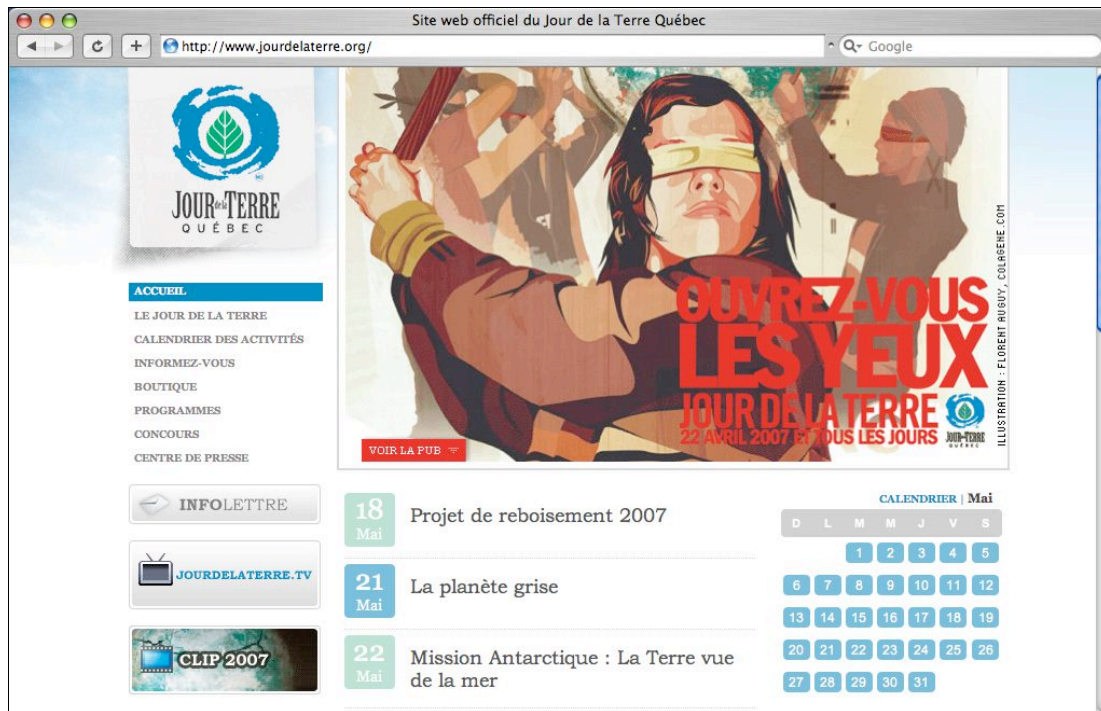 Site web officiel du Jour de la Terre Québec
http://www.jourdelaterre.org/
Google
JOUR de la TERRE
QUÉBEC
ACCUEIL
LE JOUR DE LA TERRE
CALENDRIER DES ACTIVITÉS
INFORMEZ-VOUS
BOUTIQUE
PROGRAMMES
CONCOURS
CENTRE DE PRESSE
INFOLETTRE
JOURDELATERRE.TV
CLIP 2007
OUVREZ-VOUS
LES YEUX
JOUR DE LA TERRE
22 AVRIL 2007 ET TOUS LES JOURS
JOUR de la TERRE
QUÉBEC
ILLUSTRATION : FLORENT AUGUY, COLAGENE.COM
VOIR LA PUB
18
Mai
Projet de reboisement 2007
21
Mai
La planète grise
22
Mai
Mission Antarctique : La Terre vue
de la mer
CALENDRIER | Mai
D L M M J V S
1 2 3 4 5
6 7 8 9 10 11 12
13 14 15 16 17 18 19
20 21 22 23 24 25 26
27 28 29 30 31